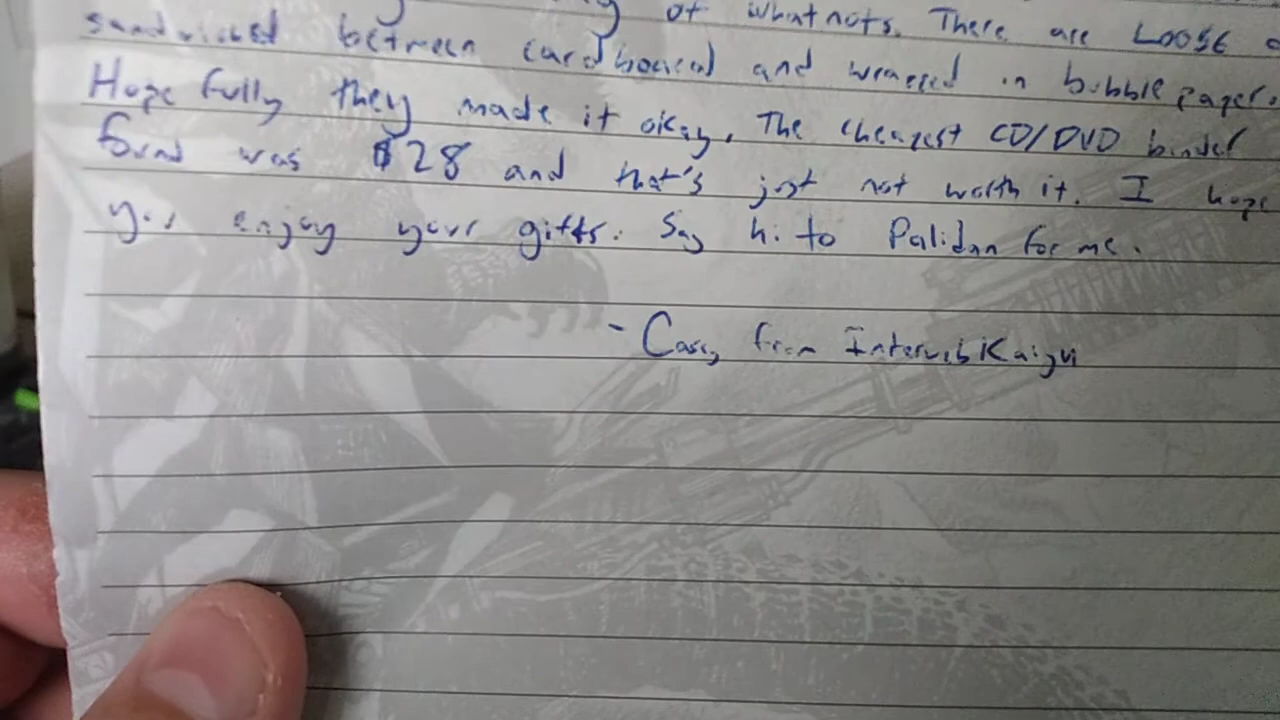 of whatnots. There are LOOSE
sandwiched between cardboard and wrapped in bubble paper.
Hopefully they made it okay. The cheapest CD/DVD binder
found was $28 and that's just not worth it. I hope
you enjoy your gifts. Say hi to Palidan for me.
- Casey from InterwebKaiju